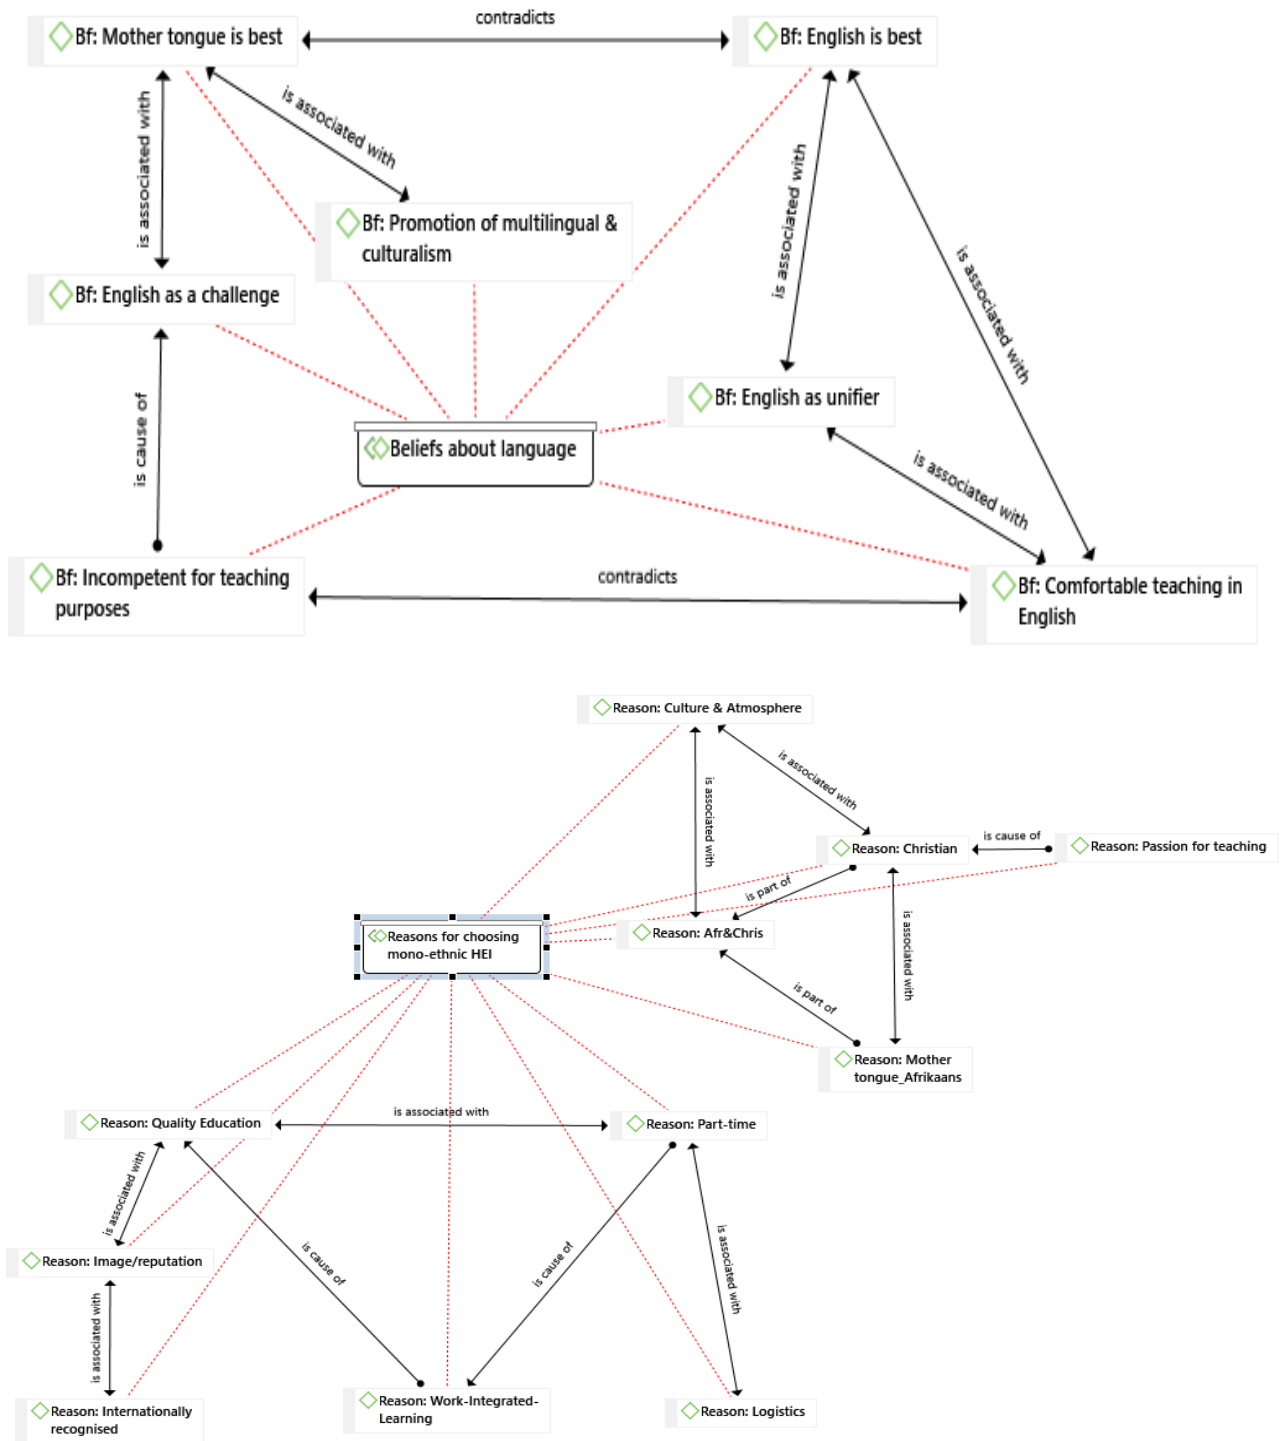 contradicts
Bf: Mother tongue is best
Bf: English is best
is associated with
is associated with
is associated with
is associated with
Bf: Promotion of multilingual &
culturalism
Bf: English as a challenge
Bf: English as unifier
is cause of
Beliefs about language
is associated with
Bf: Incompetent for teaching
purposes
contradicts
Bf: Comfortable teaching in
English
Reason: Culture & Atmosphere
is associated with
is associated with
Reason: Christian
is cause of
Reason: Passion for teaching
is part of
Reasons for choosing
mono-ethnic HEI
Reason: Afr&Chris
is associated with
is part of
Reason: Mother
tongue_Afrikaans
Reason: Quality Education
is associated with
Reason: Part-time
is associated with
is cause of
is cause of
is associated with
Reason: Image/reputation
is associated with
Reason: Internationally
recognised
Reason: Work-Integrated-
Learning
Reason: Logistics